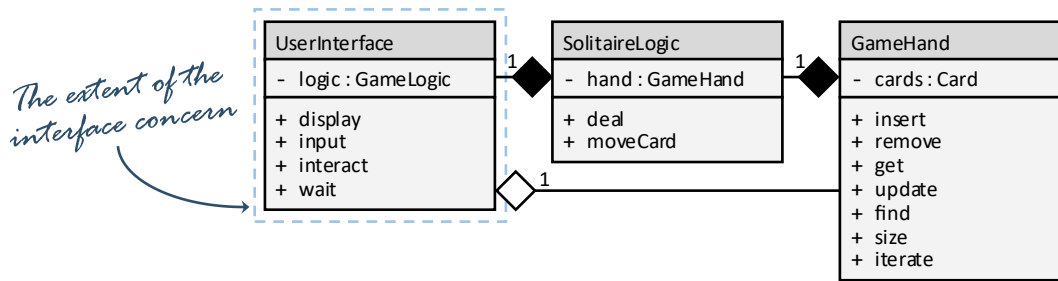 The extent of the
interface concern
UserInterface
- logic : GameLogic
+ display
+ input
+ interact
+ wait
1
1
SolitaireLogic
- hand : GameHand
+ deal
+ moveCard
1
GameHand
- cards : Card
+ insert
+ remove
+ get
+ update
+ find
+ size
+ iterate